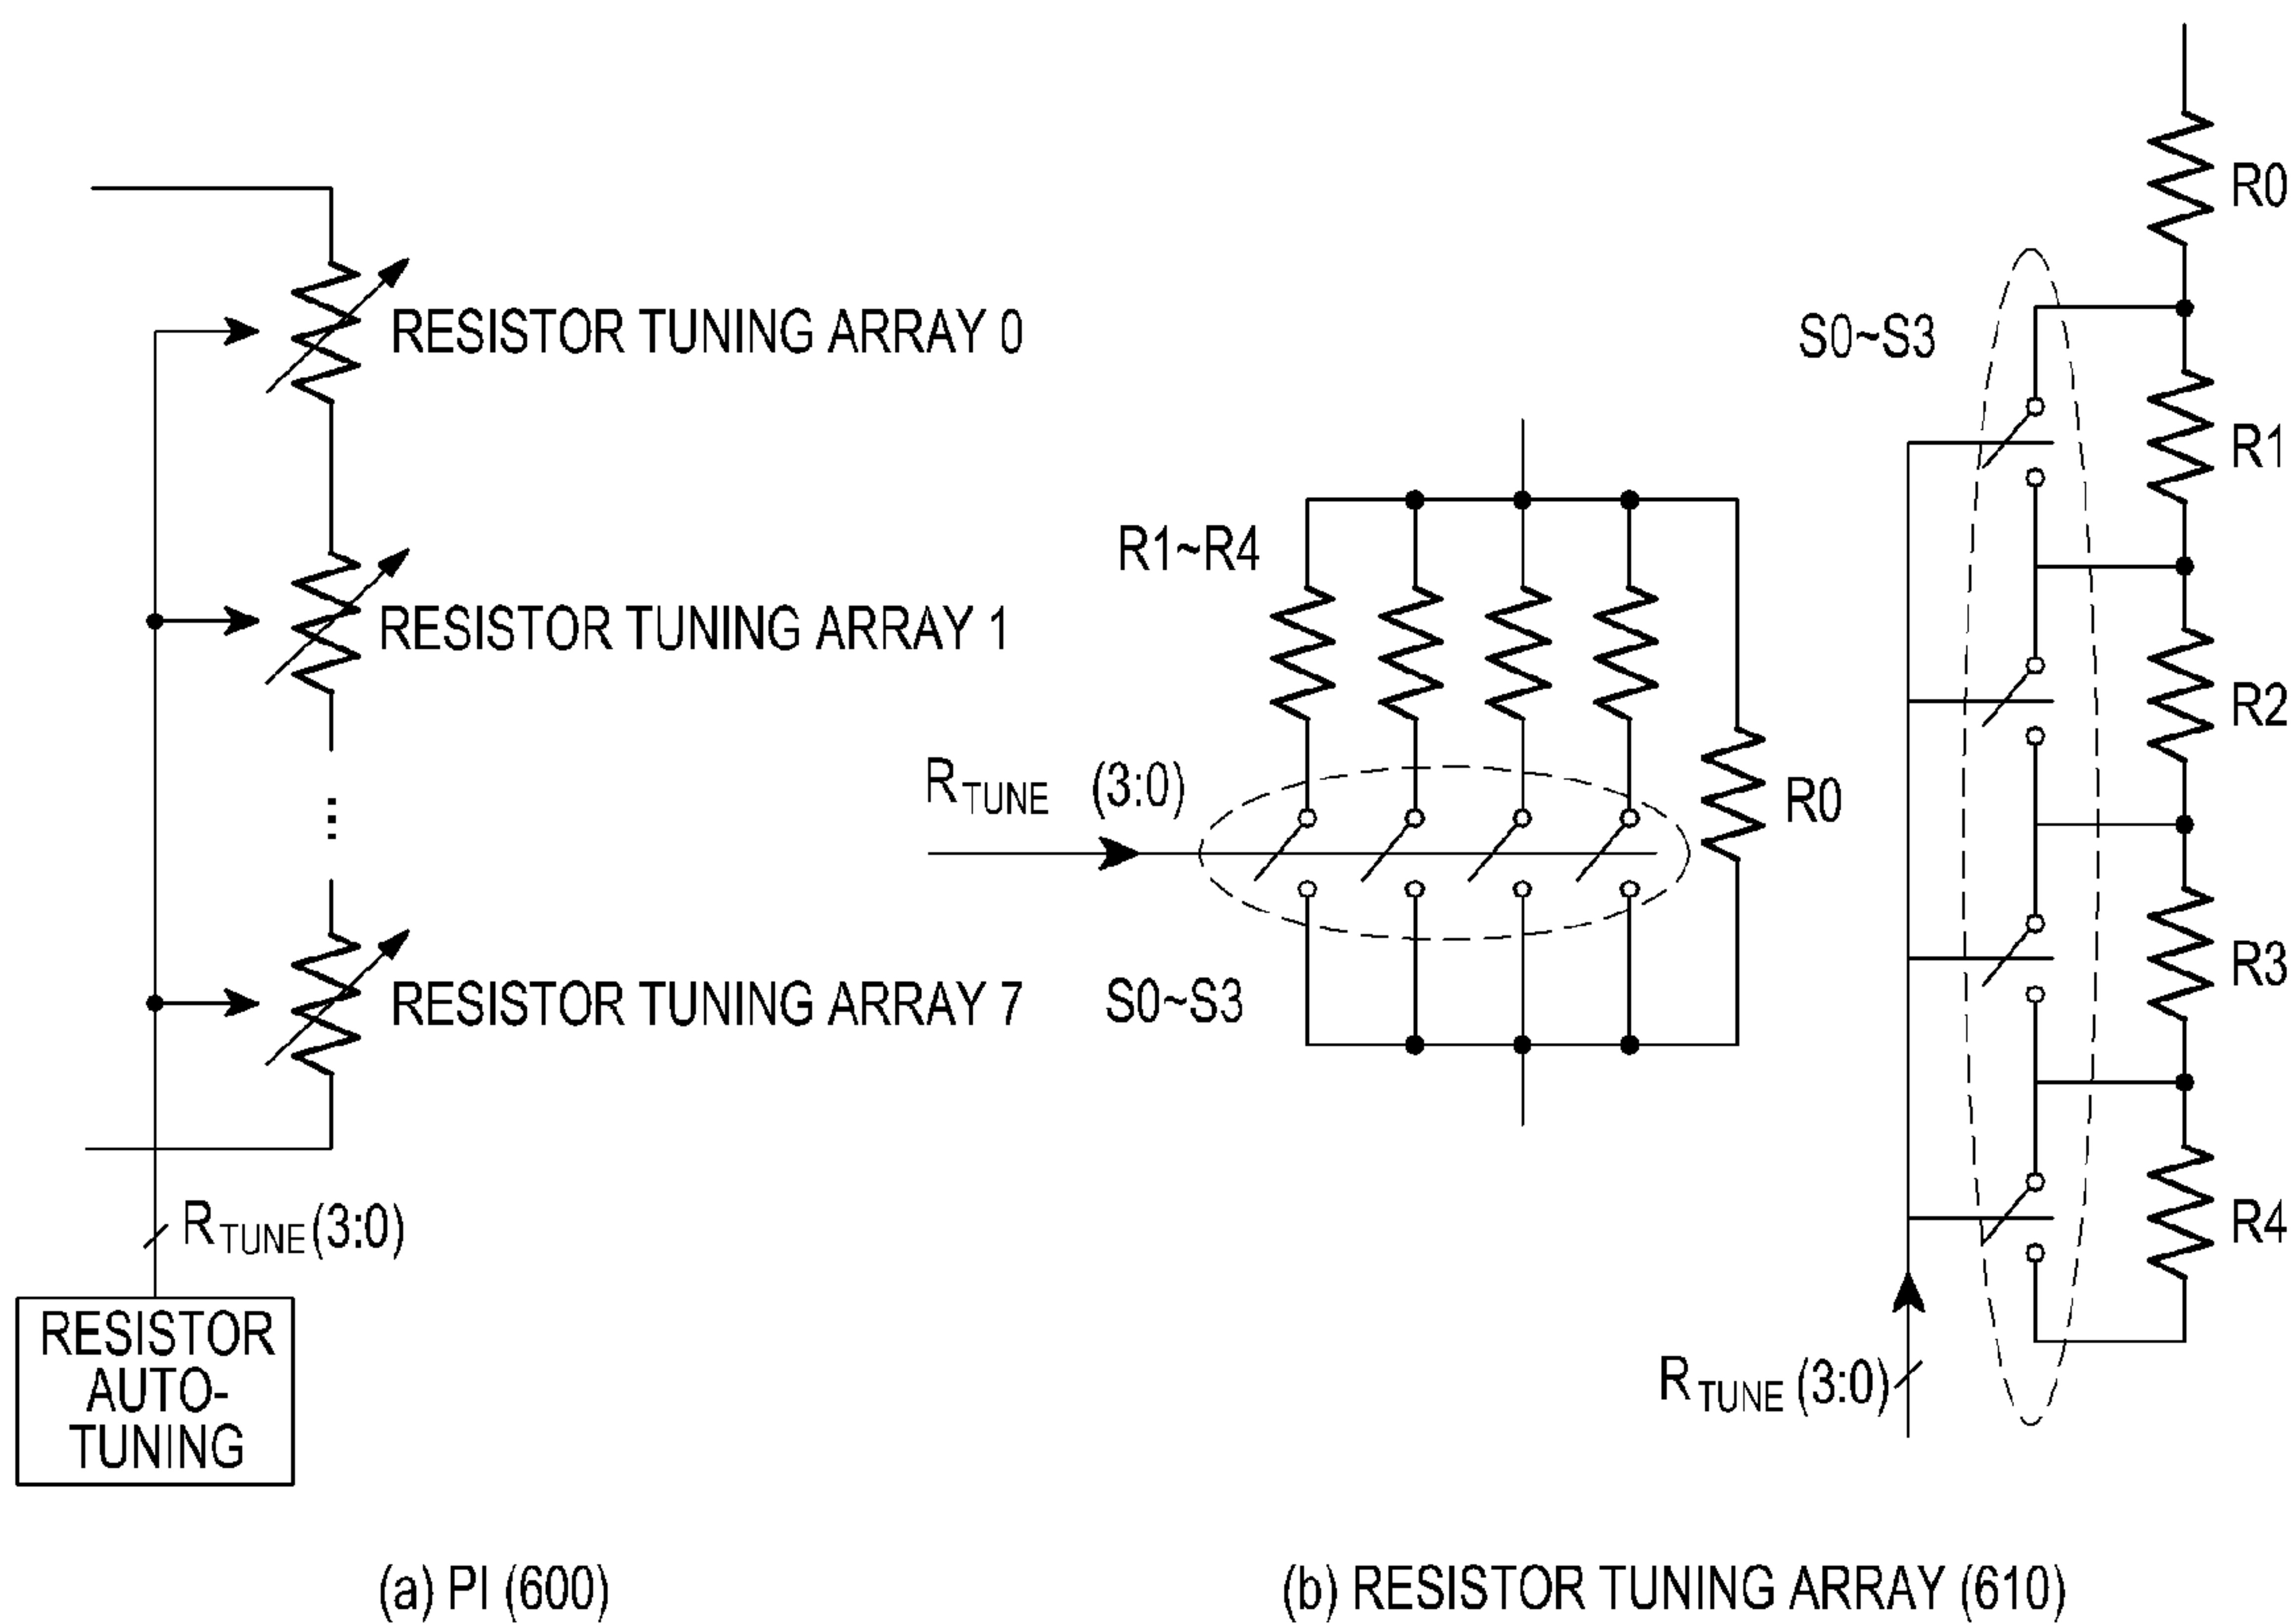 RESISTOR TUNING ARRAY 0
RESISTOR TUNING ARRAY 1
RESISTOR TUNING ARRAY 7
RTUNE(3:0)
RESISTOR
AUTO-
TUNING
(a) PI (600)
R1~R4
RTUNE (3:0)
R0
S0~S3
S0~S3
R0
R1
R2
R3
R4
RTUNE(3:0)
(b) RESISTOR TUNING ARRAY (610)